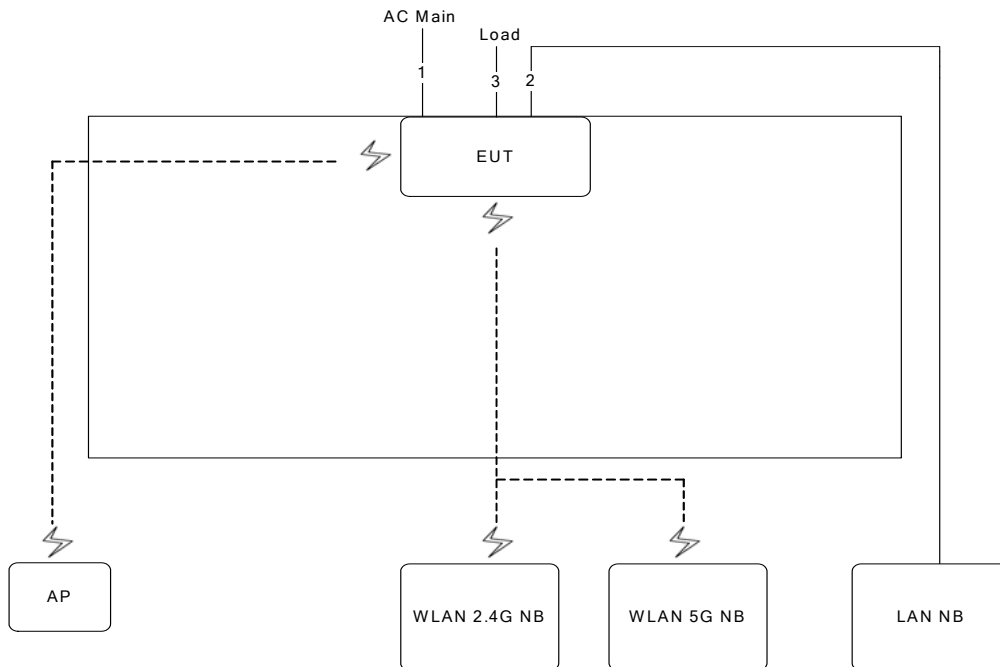 AC Main
Load
1
3
2
EUT
AP
WLAN 2.4G NB
WLAN 5G NB
LAN NB